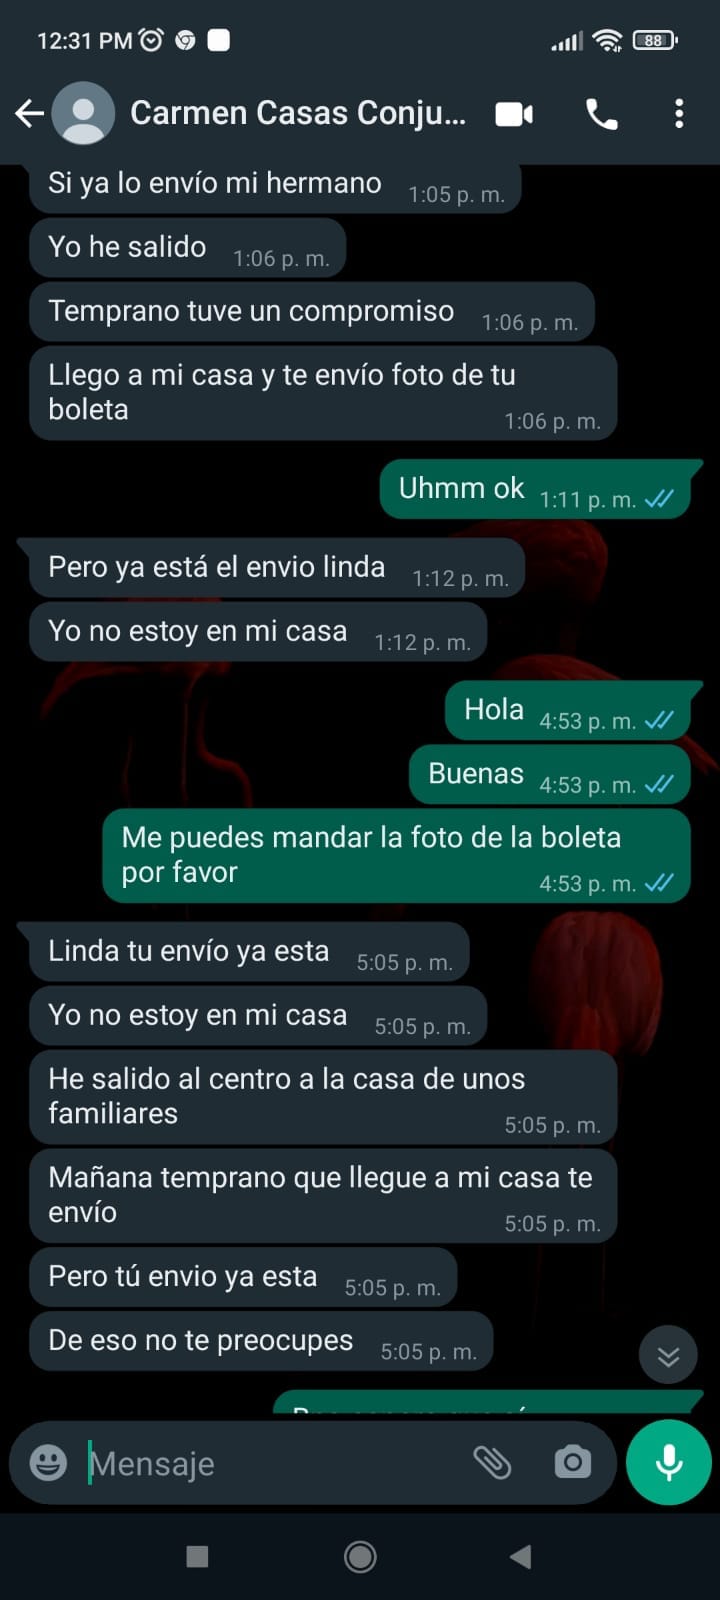 12:31 PM
88
Carmen Casas Conju...
Si ya lo envío mi hermano 1:05 p. m.
Yo he salido 1:06 p. m.
Temprano tuve un compromiso 1:06 p. m.
Llego a mi casa y te envío foto de tu
boleta 1:06 p. m.
Uhmm ok 1:11 p. m.
Pero ya está el envio linda 1:12 p. m.
Yo no estoy en mi casa 1:12 p. m.
Hola 4:53 p. m.
Buenas 4:53 p. m.
Me puedes mandar la foto de la boleta
por favor 4:53 p. m.
Linda tu envío ya esta 5:05 p. m.
Yo no estoy en mi casa 5:05 p. m.
He salido al centro a la casa de unos
familiares 5:05 p. m.
Mañana temprano que llegue a mi casa te
envío 5:05 p. m.
Pero tú envio ya esta 5:05 p. m.
De eso no te preocupes 5:05 p. m.
Mensaje